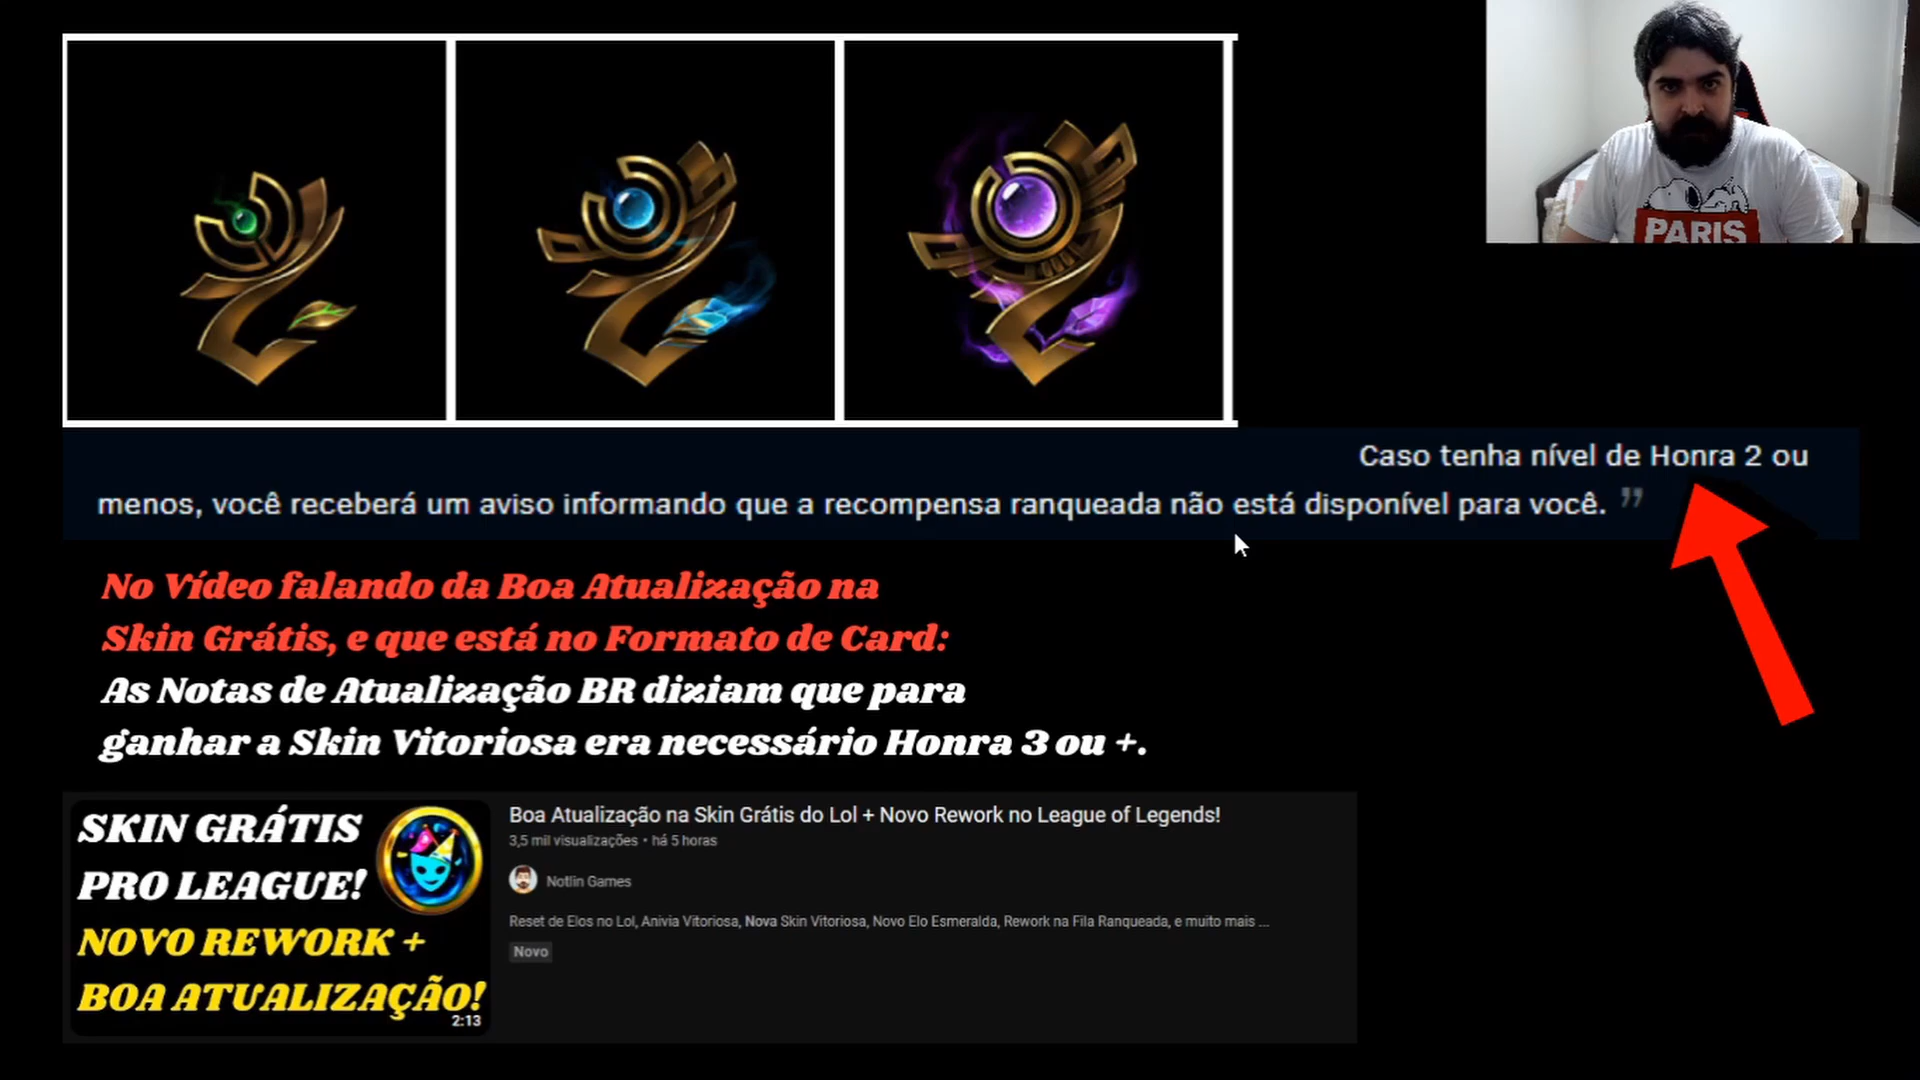 PARIS
Caso tenha nível de Honra 2 ou
menos, você receberá um aviso informando que a recompensa ranqueada não está disponível para você. ”
No Vídeo falando da Boa Atualização na
Skin Grátis, e que está no Formato de Card:
As Notas de Atualização BR diziam que para
ganhar a Skin Vitoriosa era necessário Honra 3 ou +.
SKIN GRÁTIS
PRO LEAGUE!
NOVO REWORK +
BOA ATUALIZAÇÃO!
2:13
Boa Atualização na Skin Grátis do Lol + Novo Rework no League of Legends!
3,5 mil visualizações • há 5 horas
Notlin Games
Reset de Elos no Lol, Anivia Vitoriosa, Nova Skin Vitoriosa, Novo Elo Esmeralda, Rework na Fila Ranqueada, e muito mais ...
Novo